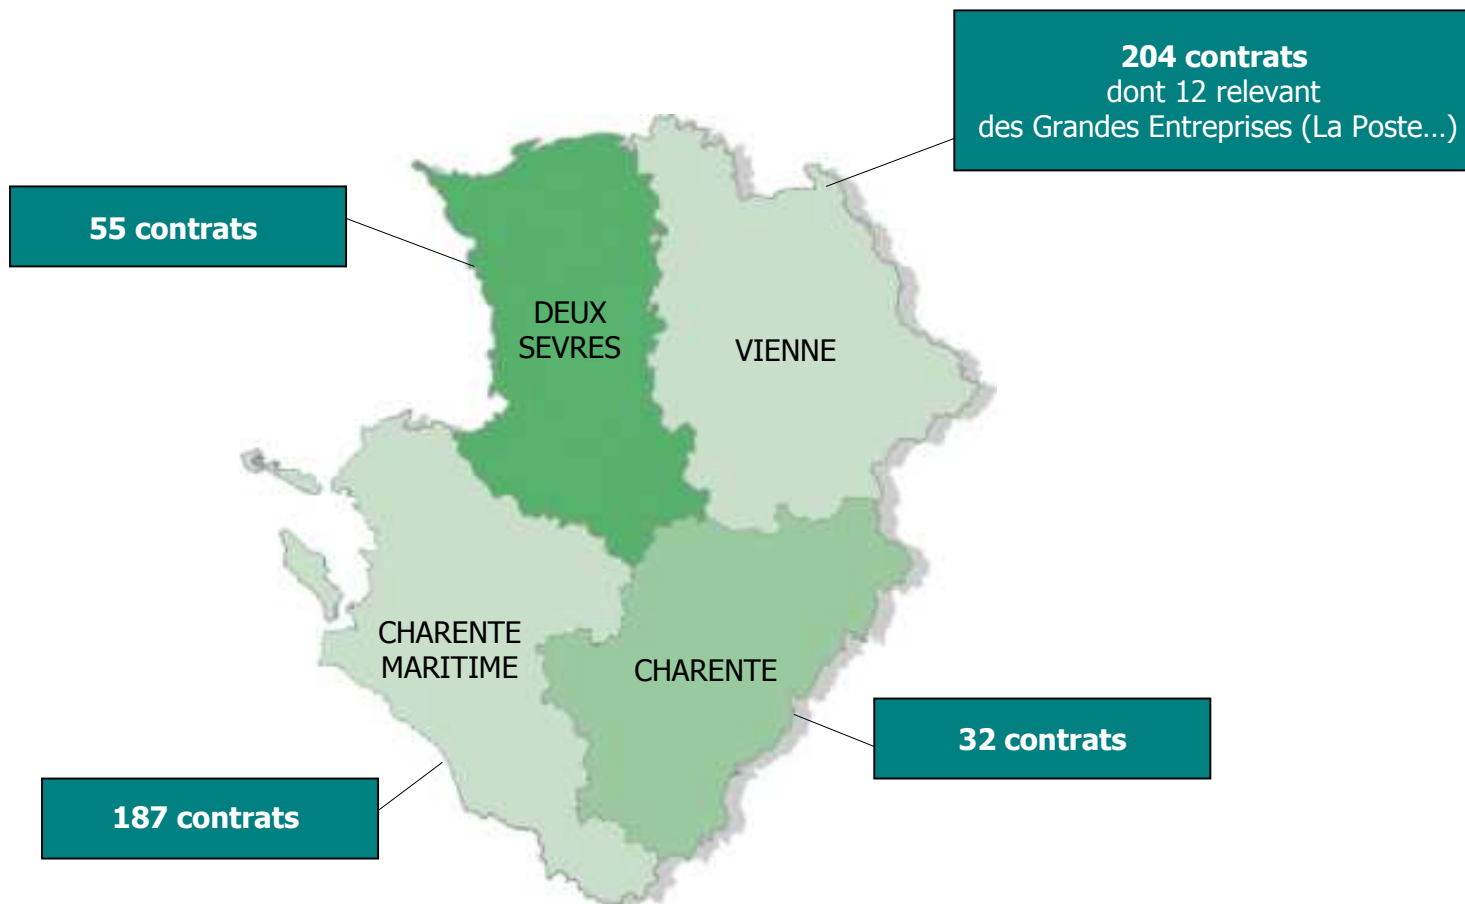 204 contrats
dont 12 relevant
des Grandes Entreprises (La Poste…)
55 contrats
DEUX
SEVRES
VIENNE
CHARENTE
MARITIME
CHARENTE
32 contrats
187 contrats